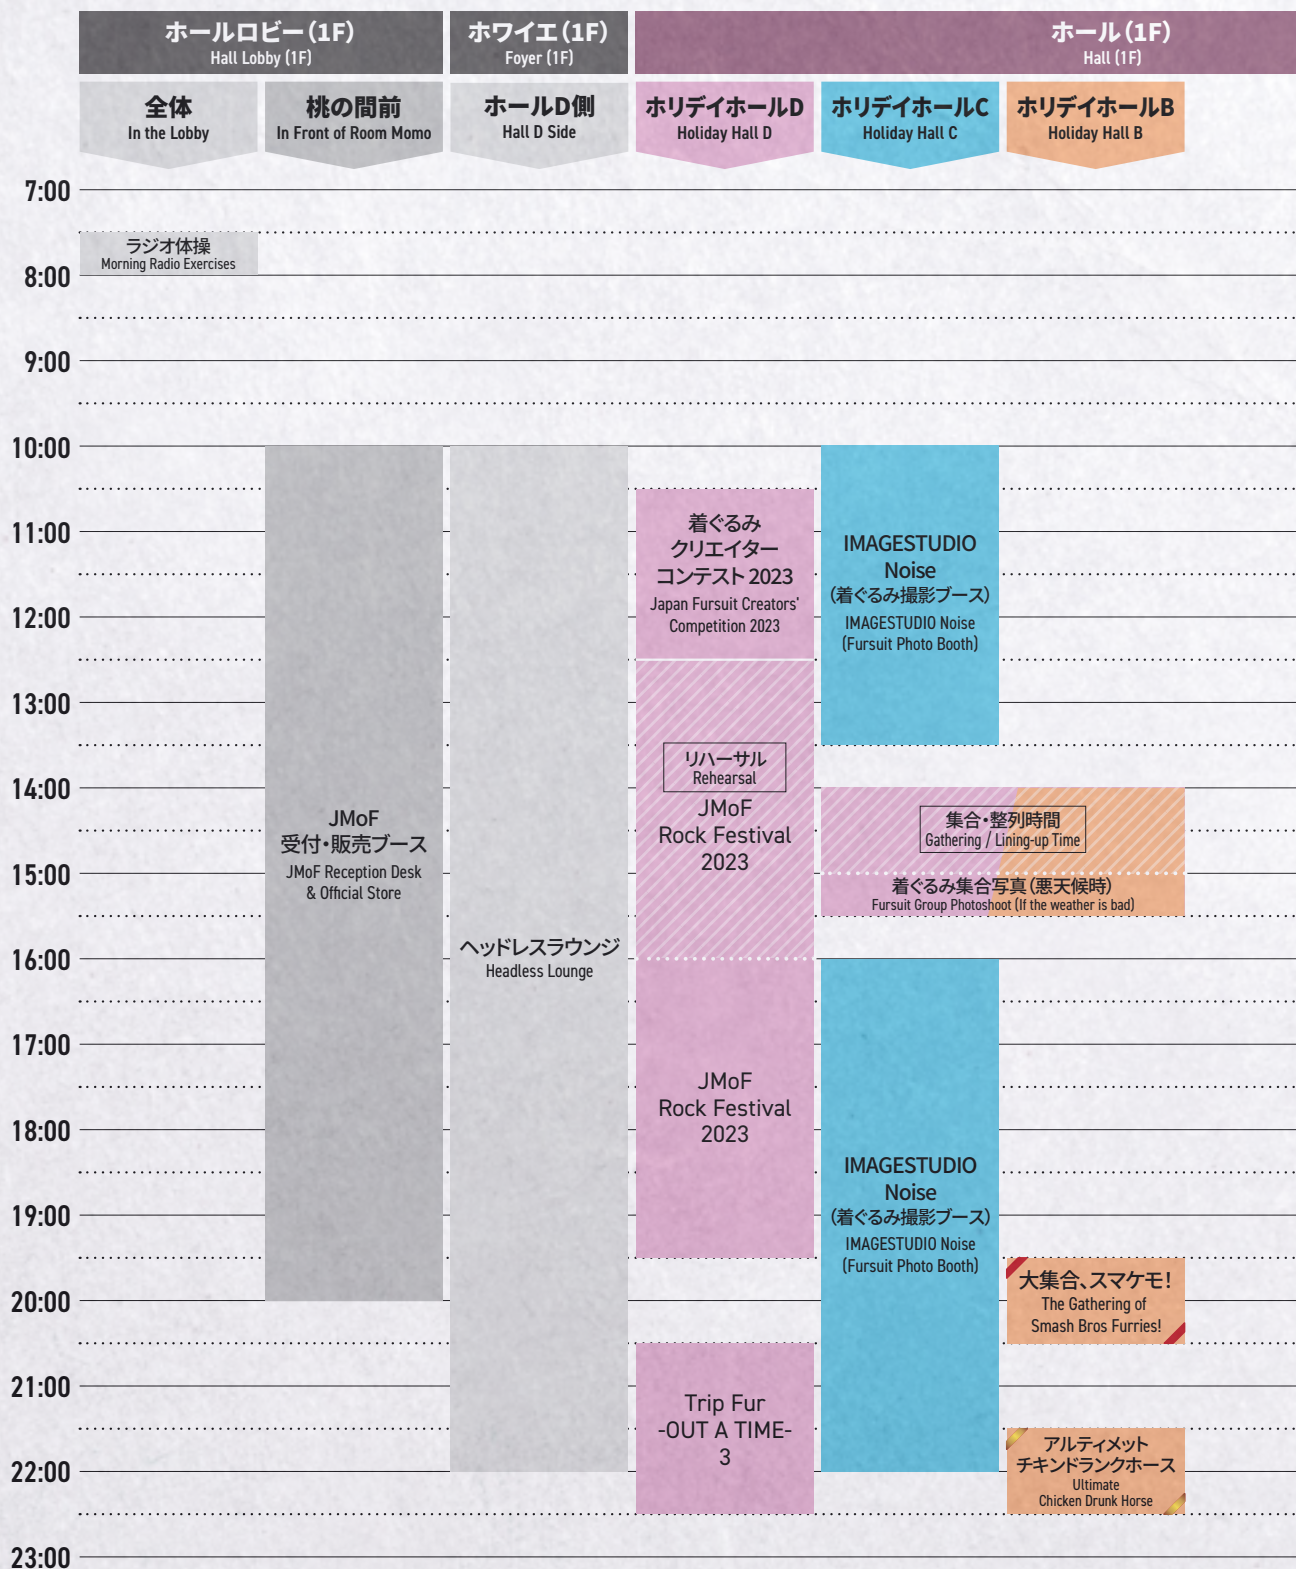 ホールロビー(1F)
Hall Lobby (1F)
ホワイエ(1F)
Foyer (1F)
ホール(1F)
Hall (1F)
全体
In the Lobby
桃の間前
In Front of Room Momo
ホールD側
Hall D Side
ホリデイホールD
Holiday Hall D
ホリデイホールC
Holiday Hall C
ホリデイホールB
Holiday Hall B
7:00
ラジオ体操
Morning Radio Exercises
8:00
9:00
10:00
11:00
12:00
13:00
14:00
15:00
16:00
17:00
18:00
19:00
20:00
21:00
22:00
23:00
JMoF
受付・販売ブース
JMoF Reception Desk
& Official Store
ヘッドレスラウンジ
Headless Lounge
着ぐるみ
クリエイター
コンテスト 2023
Japan Fursuit Creators'
Competition 2023
リハーサル
Rehearsal
JMoF
Rock Festival
2023
JMoF
Rock Festival
2023
Trip Fur
-OUT A TIME-
3
IMAGESTUDIO
Noise
(着ぐるみ撮影ブース)
IMAGESTUDIO Noise
(Fursuit Photo Booth)
集合・整列時間
Gathering / Lining-up Time
着ぐるみ集合写真(悪天候時)
Fursuit Group Photoshoot (If the weather is bad)
IMAGESTUDIO
Noise
(着ぐるみ撮影ブース)
IMAGESTUDIO Noise
(Fursuit Photo Booth)
大集合、スマケモ!
The Gathering of
Smash Bros Furries!
アルティメット
チキンドランクホース
Ultimate
Chicken Drunk Horse